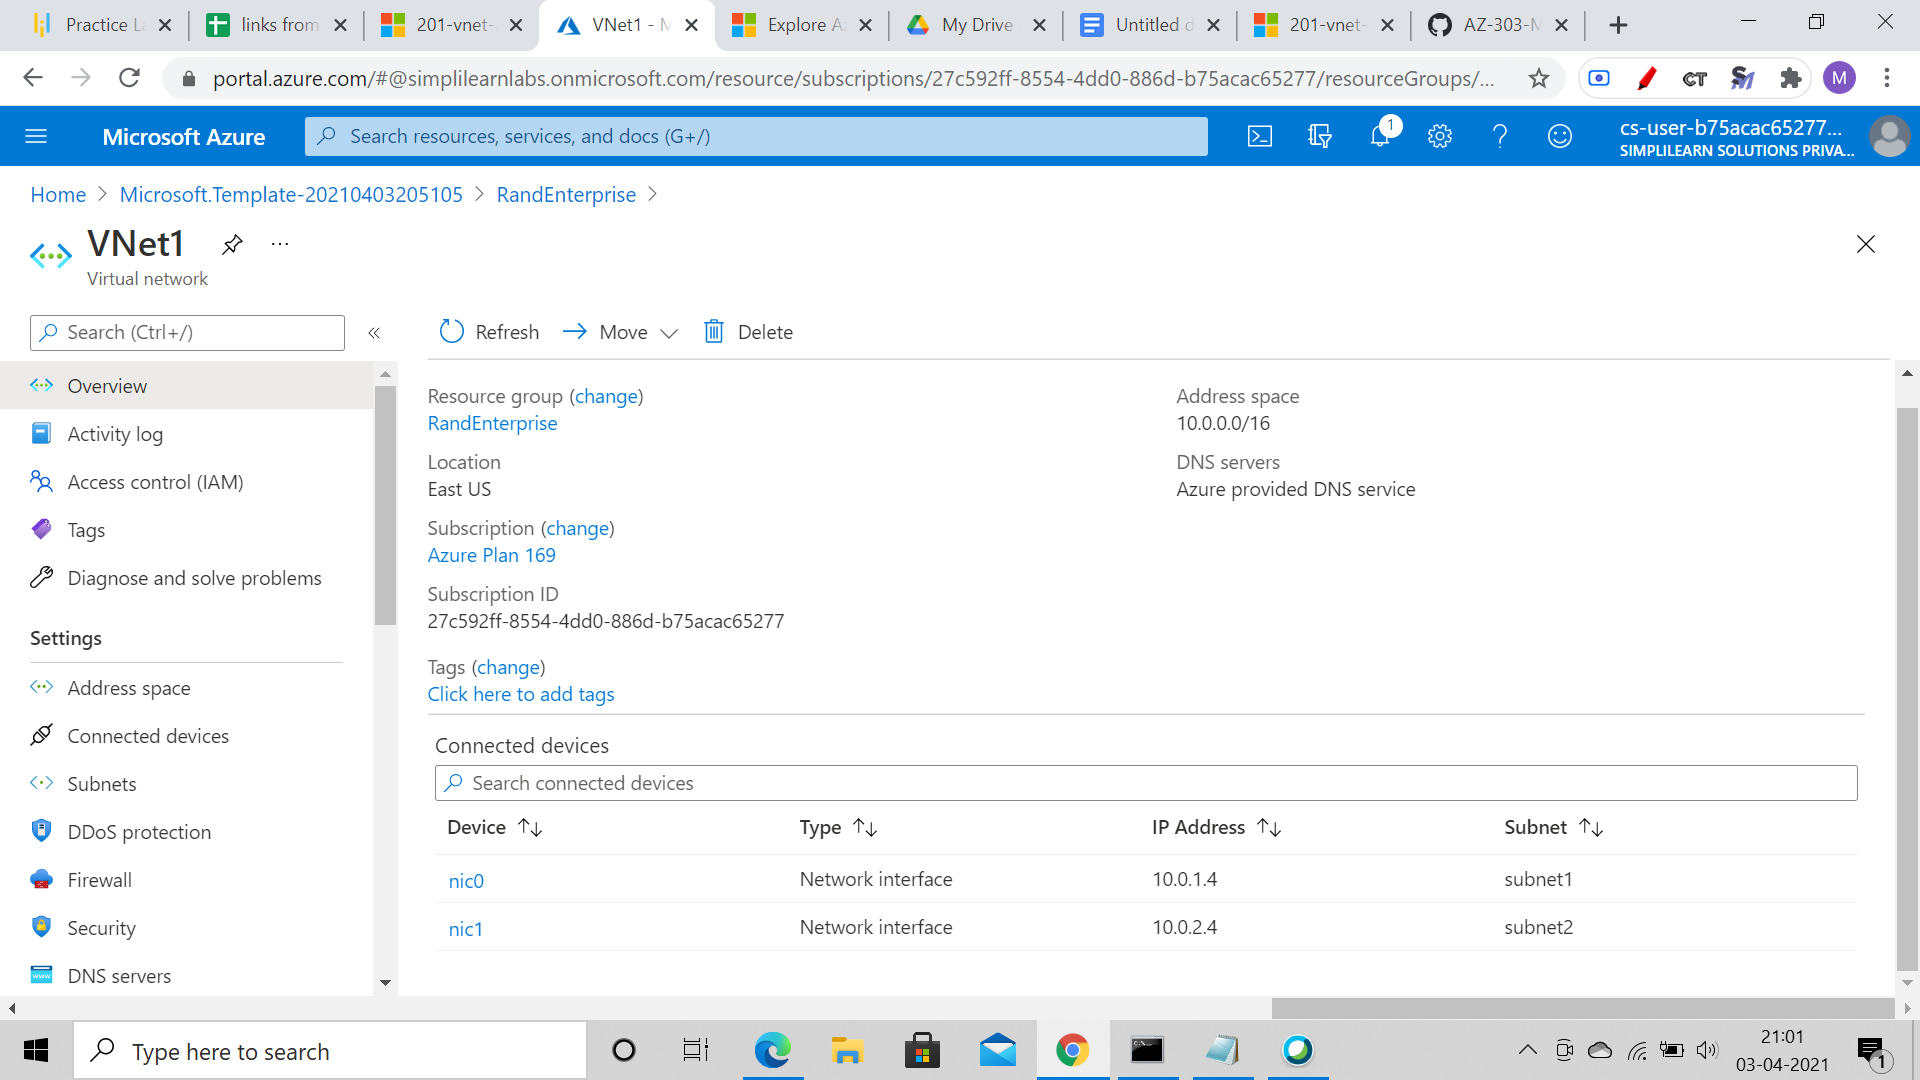 Practice L
links from
201-vnet-
VNet1 - M
Explore A
My Drive
Untitled d
201-vnet-
AZ-303-M
portal.azure.com/#@simplilearnlabs.onmicrosoft.com/resource/subscriptions/27c592ff-8554-4dd0-886d-b75acac65277/resourceGroups/...
CT
M
Microsoft Azure
Search resources, services, and docs (G+/)
1
cs-user-b75acac65277...
SIMPLILEARN SOLUTIONS PRIVA...
Home > Microsoft.Template-20210403205105 > RandEnterprise >
VNet1
Virtual network
Search (Ctrl+/)
Refresh
Move
Delete
Overview
Activity log
Access control (IAM)
Tags
Diagnose and solve problems
Settings
Address space
Connected devices
Subnets
DDoS protection
Firewall
Security
DNS servers
Resource group (change)
RandEnterprise
Location
East US
Subscription (change)
Azure Plan 169
Subscription ID
27c592ff-8554-4dd0-886d-b75acac65277
Tags (change)
Click here to add tags
Address space
10.0.0.0/16
DNS servers
Azure provided DNS service
Connected devices
Search connected devices
Device Type IP Address Subnet
nic0 Network interface 10.0.1.4 subnet1
nic1 Network interface 10.0.2.4 subnet2
Type here to search
21:01
03-04-2021
1